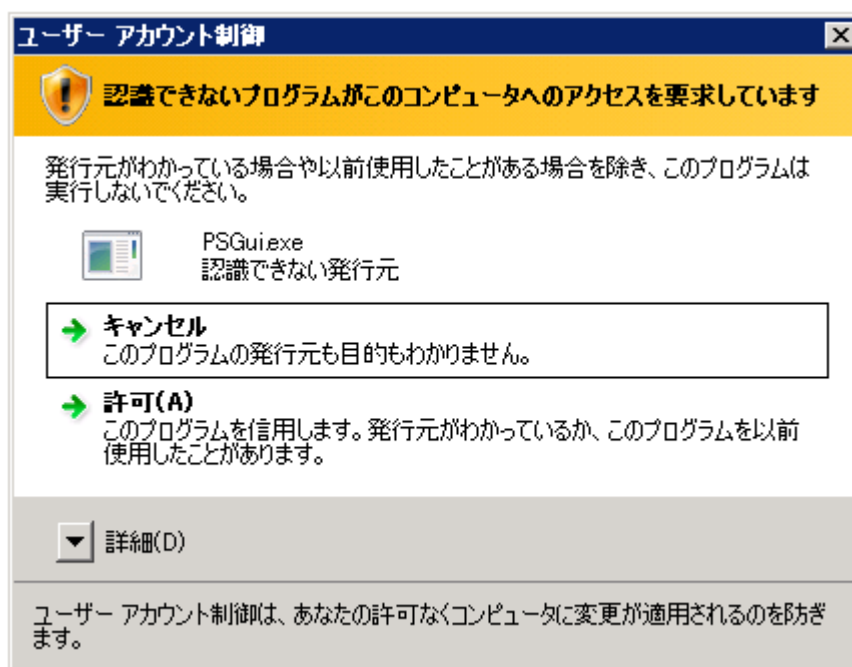 ユーザー アカウント制御
認識できないプログラムがこのコンピュータへのアクセスを要求しています
発行元がわかっている場合や以前使用したことがある場合を除き、このプログラムは
実行しないでください。
PSGui.exe
認識できない発行元
キャンセル
このプログラムの発行元も目的もわかりません。
許可(A)
このプログラムを信用します。発行元がわかっているか、このプログラムを以前
使用したことがあります。
詳細(D)
ユーザー アカウント制御は、あなたの許可なくコンピュータに変更が適用されるのを防ぎ
ます。